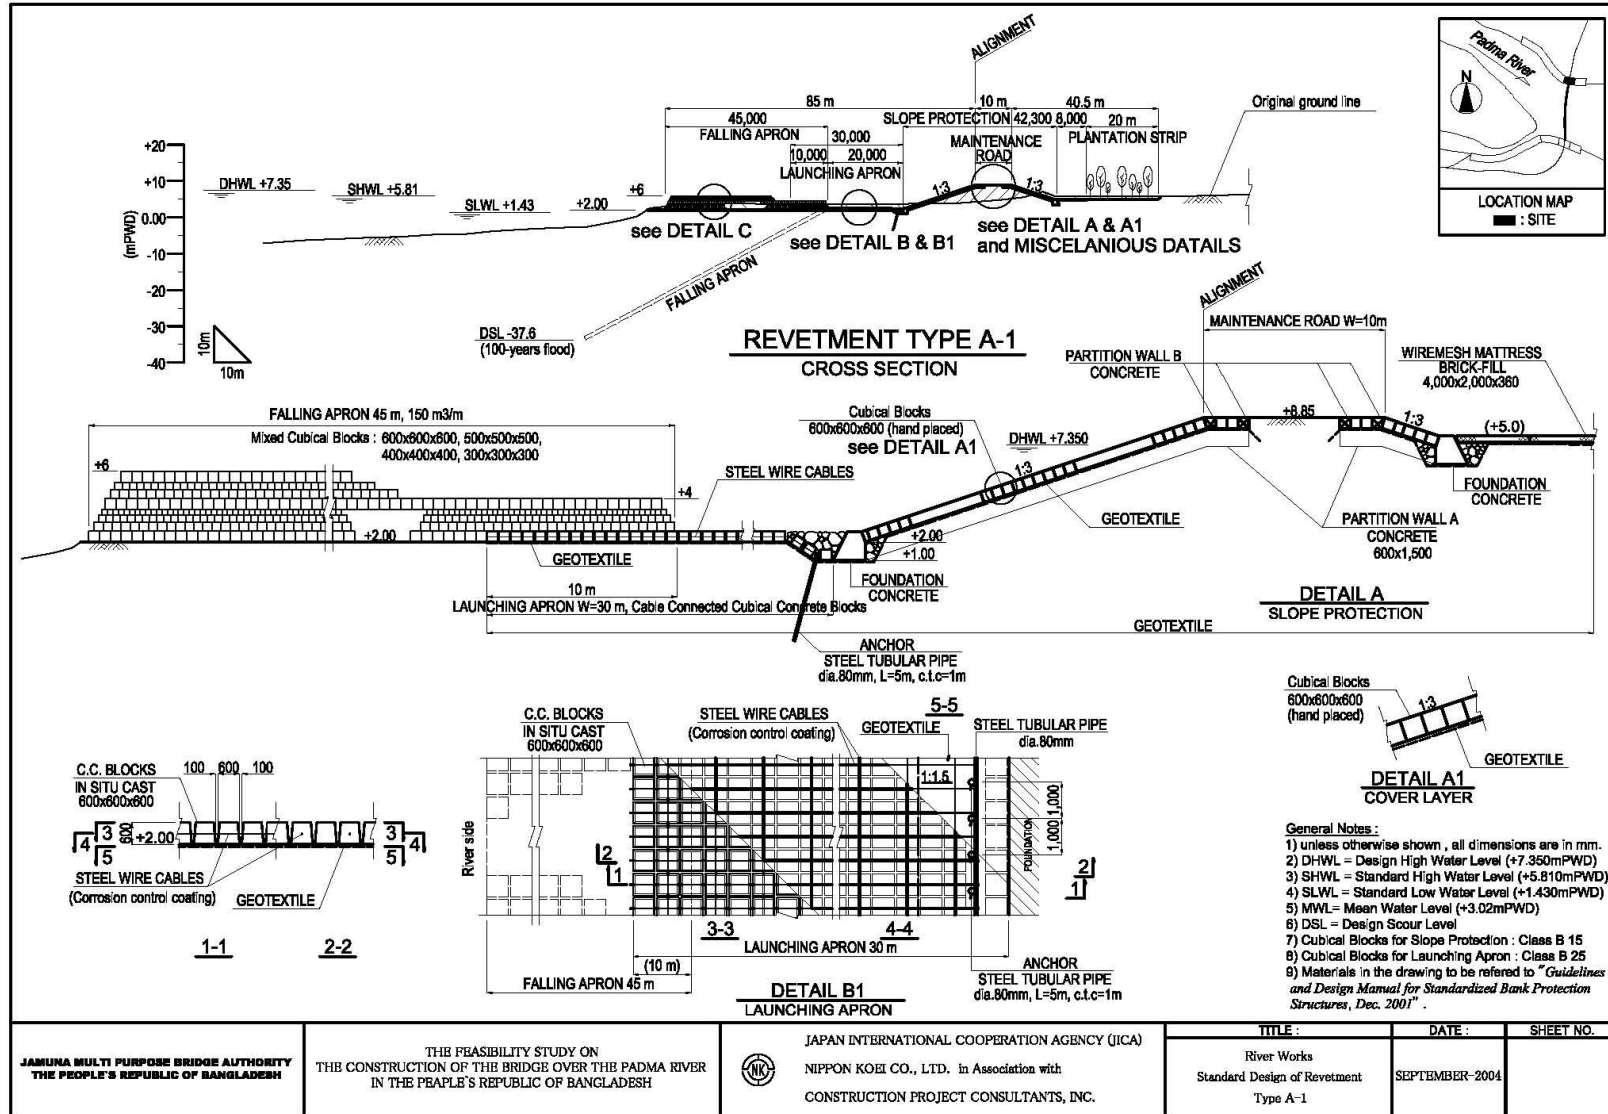 ALIGNMENT
85 m
10 m
40.5 m
Original ground line
45,000
FALLING APRON
SLOPE PROTECTION
42,300
8,000
20 m
PLANTATION STRIP
30,000
MAINTENANCE
ROAD
10,000
20,000
LAUNCHING APRON
Padma River
N
LOCATION MAP
: SITE
+20
+10
0.00
-10
-20
-30
-40
(mPWD)
DHWL +7.35
SHWL +5.81
SLWL +1.43
+6
+2.00
1:3
1:3
see DETAIL C
see DETAIL B & B1
see DETAIL A & A1
and MISCELANIOUS DATAILS
FALLING APRON
DSL -37.6
(100-years flood)
10m
10m
REVETMENT TYPE A-1
CROSS SECTION
ALIGNMENT
MAINTENANCE ROAD W=10m
PARTITION WALL B
CONCRETE
WIREMESH MATTRESS
BRICK-FILL
4,000x2,000x360
FALLING APRON 45 m, 150 m3/m
Mixed Cubical Blocks : 600x600x600, 500x500x500,
400x400x400, 300x300x300
Cubical Blocks
600x600x600 (hand placed)
see DETAIL A1
DHWL +7.350
+8.85
1:3
(+5.0)
+6
STEEL WIRE CABLES
1:3
+4
FOUNDATION
CONCRETE
GEOTEXTILE
PARTITION WALL A
CONCRETE
600x1,500
+2.00
+2.00
+1.00
GEOTEXTILE
FOUNDATION
CONCRETE
10 m
LAUNCHING APRON W=30 m, Cable Connected Cubical Concrete Blocks
DETAIL A
SLOPE PROTECTION
GEOTEXTILE
ANCHOR
STEEL TUBULAR PIPE
dia.80mm, L=5m, c.t.c=1m
Cubical Blocks
600x600x600
(hand placed)
1:3
GEOTEXTILE
DETAIL A1
COVER LAYER
C.C. BLOCKS
IN SITU CAST
600x600x600
STEEL WIRE CABLES
(Corrosion control coating)
5-5
GEOTEXTILE
STEEL TUBULAR PIPE
dia.80mm
1:1.5
1,000
1,000
River side
FOUNDATION
2
1
2
1
3-3
4-4
LAUNCHING APRON 30 m
(10 m)
FALLING APRON 45 m
ANCHOR
STEEL TUBULAR PIPE
dia.80mm, L=5m, c.t.c=1m
DETAIL B1
LAUNCHING APRON
C.C. BLOCKS
IN SITU CAST
600x600x600
100
600
100
600
+2.00
3
4
5
3
4
5
STEEL WIRE CABLES
(Corrosion control coating)
GEOTEXTILE
1-1
2-2
General Notes :
1) unless otherwise shown , all dimensions are in mm.
2) DHWL = Design High Water Level (+7.350mPWD)
3) SHWL = Standard High Water Level (+5.810mPWD)
4) SLWL = Standard Low Water Level (+1.430mPWD)
5) MWL= Mean Water Level (+3.02mPWD)
6) DSL = Design Scour Level
7) Cubical Blocks for Slope Protection : Class B 15
8) Cubical Blocks for Launching Apron : Class B 25
9) Materials in the drawing to be refered to "Guidelines
and Design Manual for Standardized Bank Protection
Structures, Dec. 2001" .
JAMUNA MULTI PURPOSE BRIDGE AUTHORITY
THE PEOPLE`S REPUBLIC OF BANGLADESH
THE FEASIBILITY STUDY ON
THE CONSTRUCTION OF THE BRIDGE OVER THE PADMA RIVER
IN THE PEAPLE`S REPUBLIC OF BANGLADESH
NK
JAPAN INTERNATIONAL COOPERATION AGENCY (JICA)
NIPPON KOEI CO., LTD. in Association with
CONSTRUCTION PROJECT CONSULTANTS, INC.
TITLE :
River Works
Standard Design of Revetment
Type A-1
DATE :
SEPTEMBER-2004
SHEET NO.